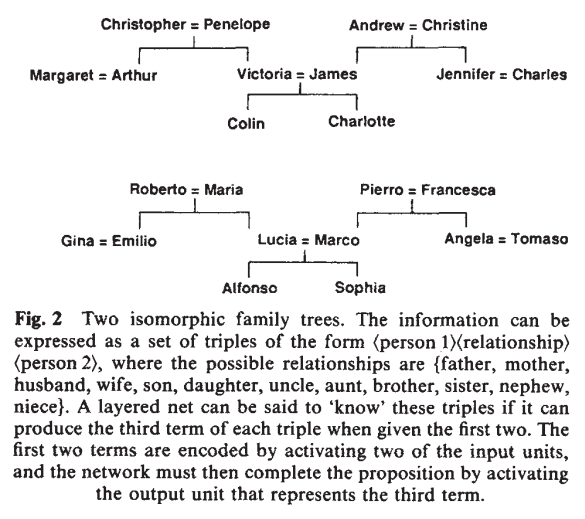 Christopher = Penelope    Andrew = Christine
Margaret = Arthur    Victoria = James    Jennifer = Charles
Colin    Charlotte
Roberto = Maria    Pierro = Francesca
Gina = Emilio    Lucia = Marco    Angela = Tomaso
Alfonso    Sophia
Fig. 2 Two isomorphic family trees. The information can be
expressed as a set of triples of the form ⟨person 1⟩⟨relationship⟩
⟨person 2⟩, where the possible relationships are {father, mother,
husband, wife, son, daughter, uncle, aunt, brother, sister, nephew,
niece}. A layered net can be said to ‘know’ these triples if it can
produce the third term of each triple when given the first two. The
first two terms are encoded by activating two of the input units,
and the network must then complete the proposition by activating
the output unit that represents the third term.